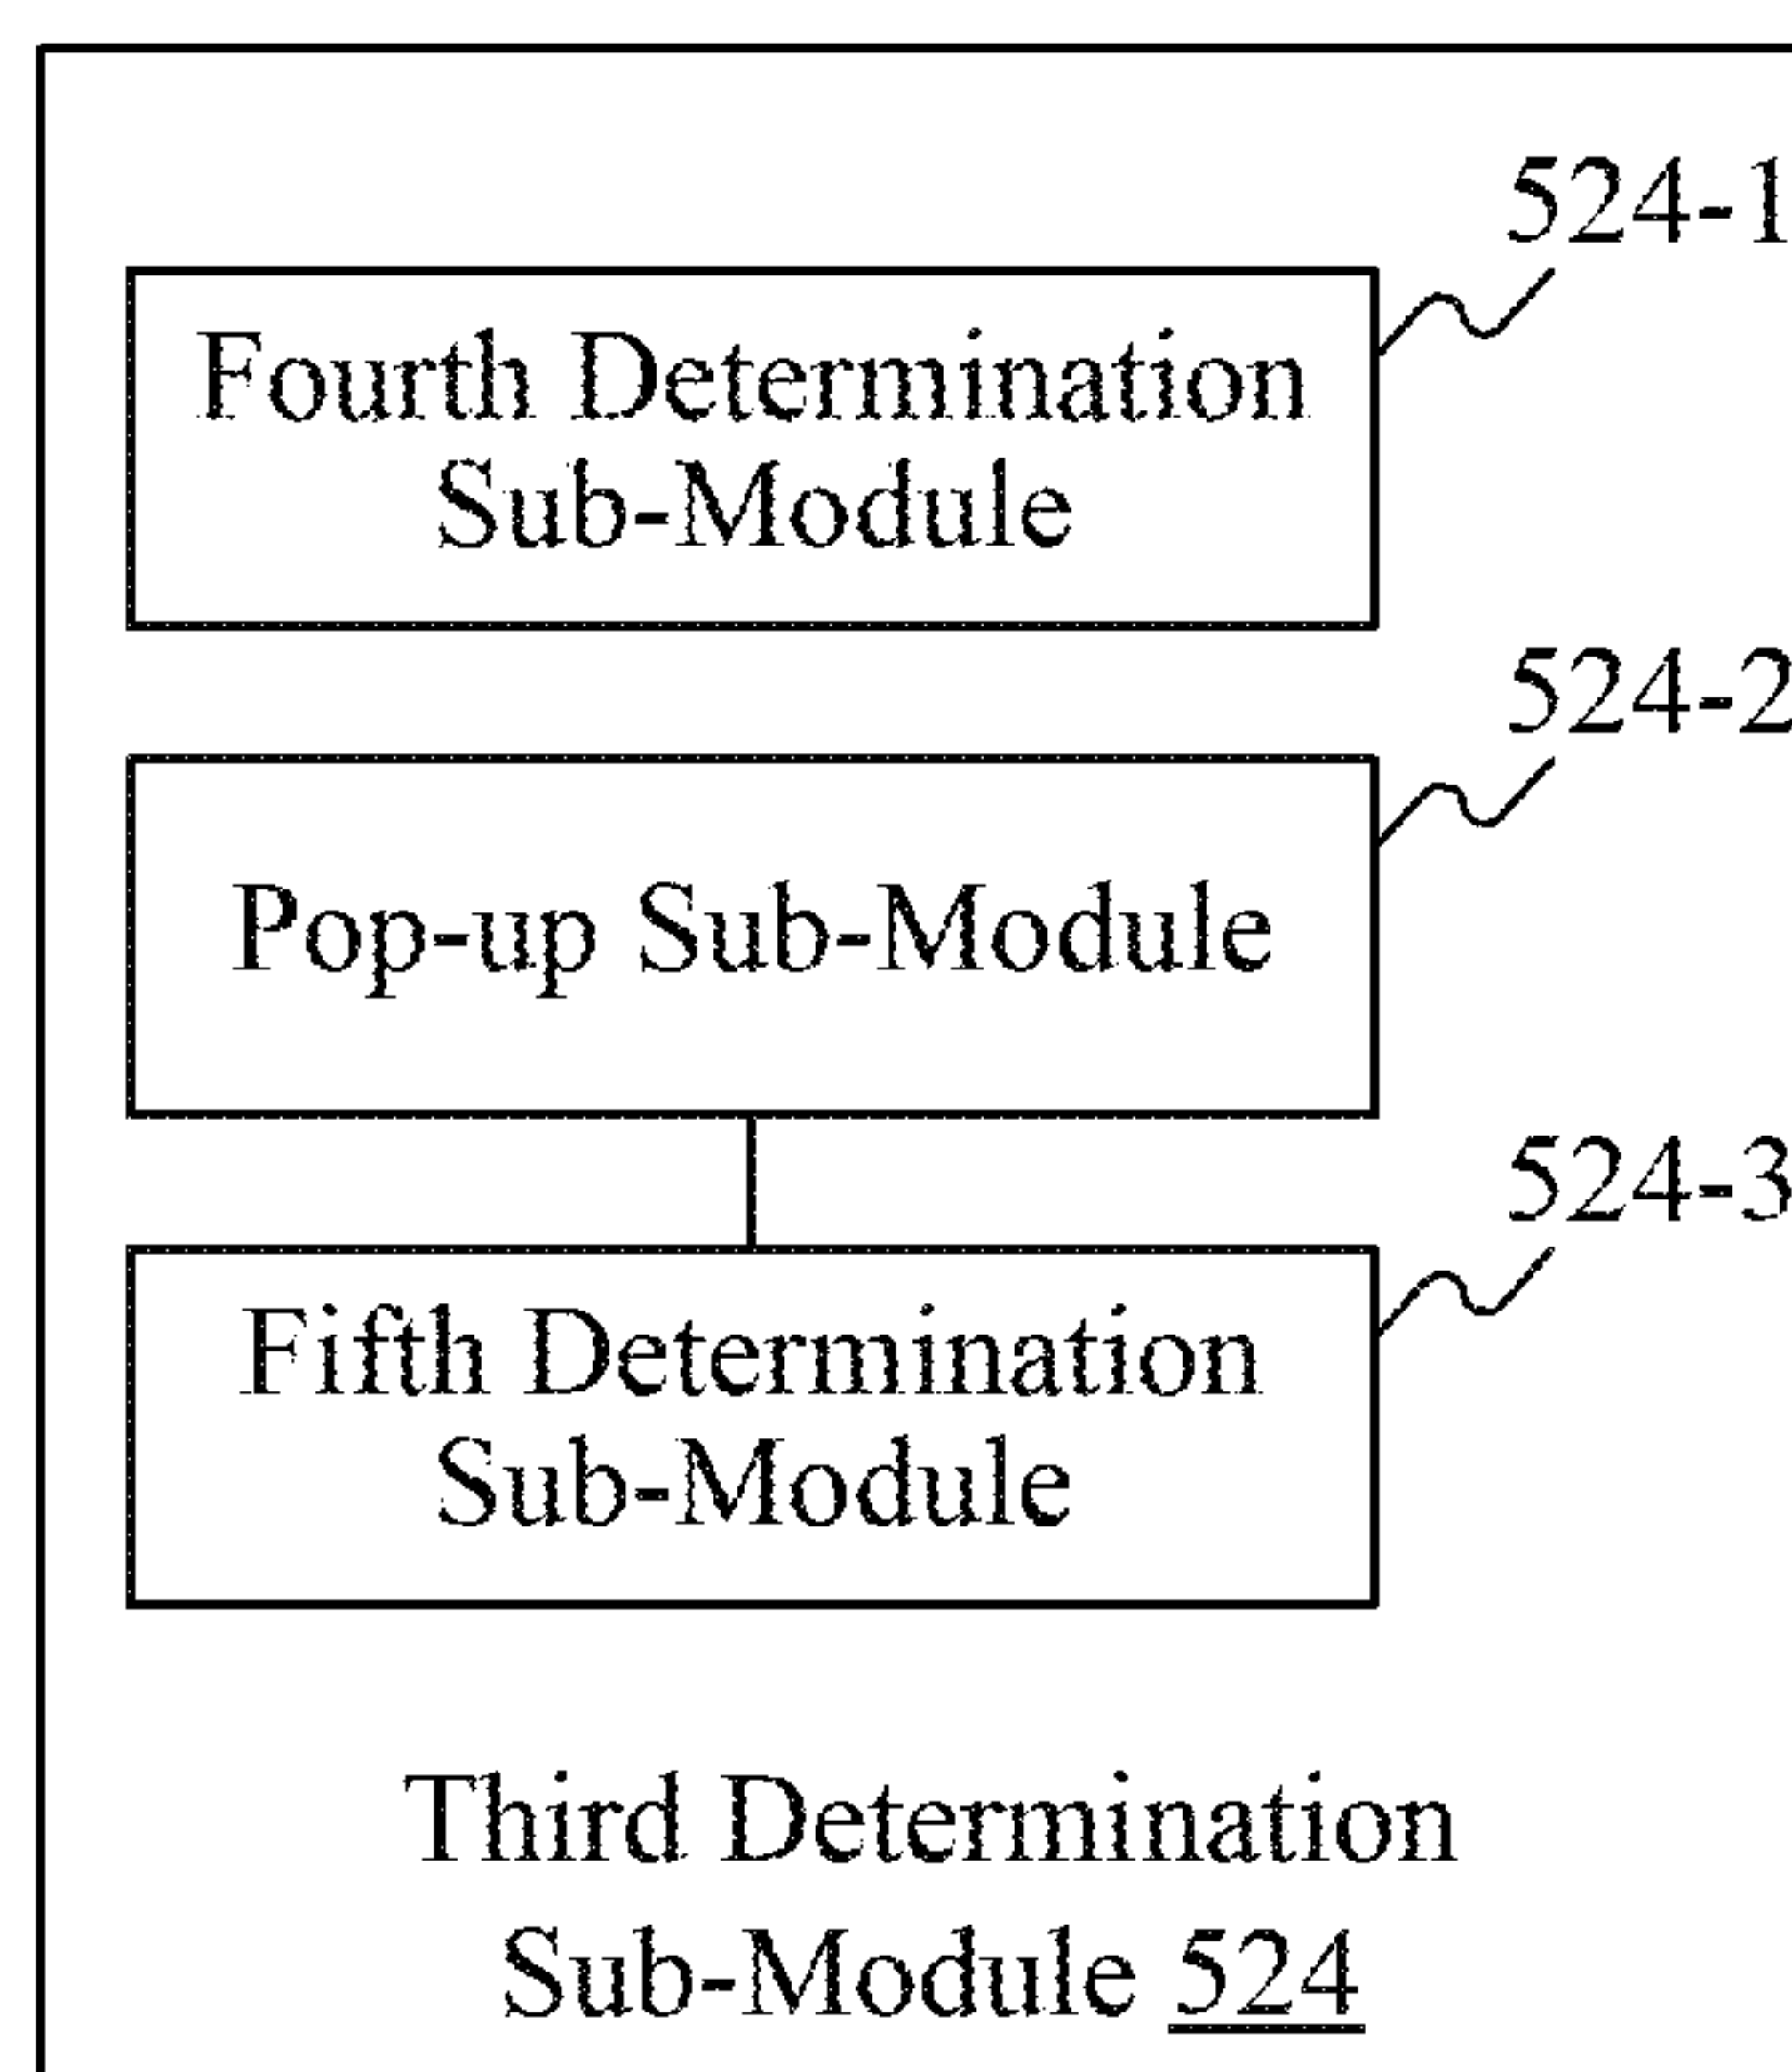 524-1
Fourth Determination
Sub-Module
524-2
Pop-up Sub-Module
524-3
Fifth Determination
Sub-Module
Third Determination
Sub-Module 524